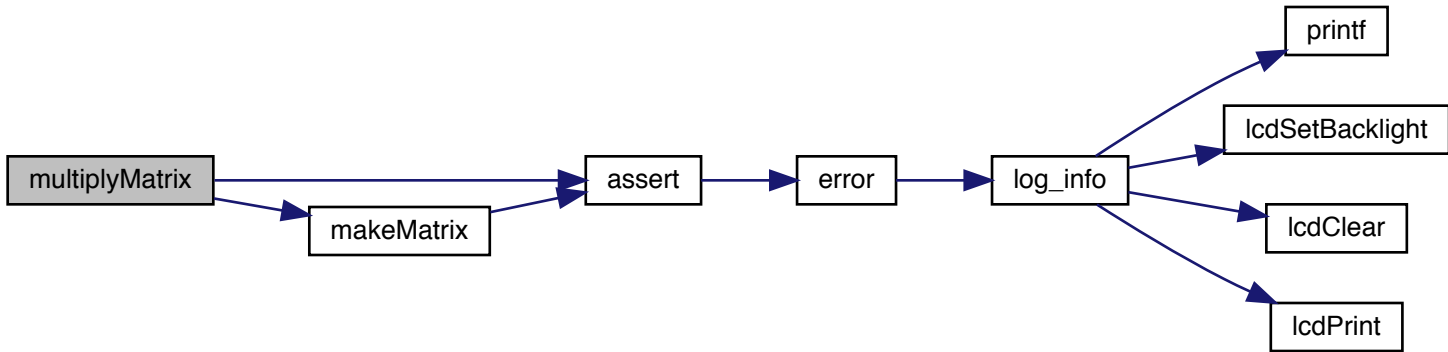 multiplyMatrix
makeMatrix
assert
error
log_info
printf
lcdSetBacklight
lcdClear
lcdPrint